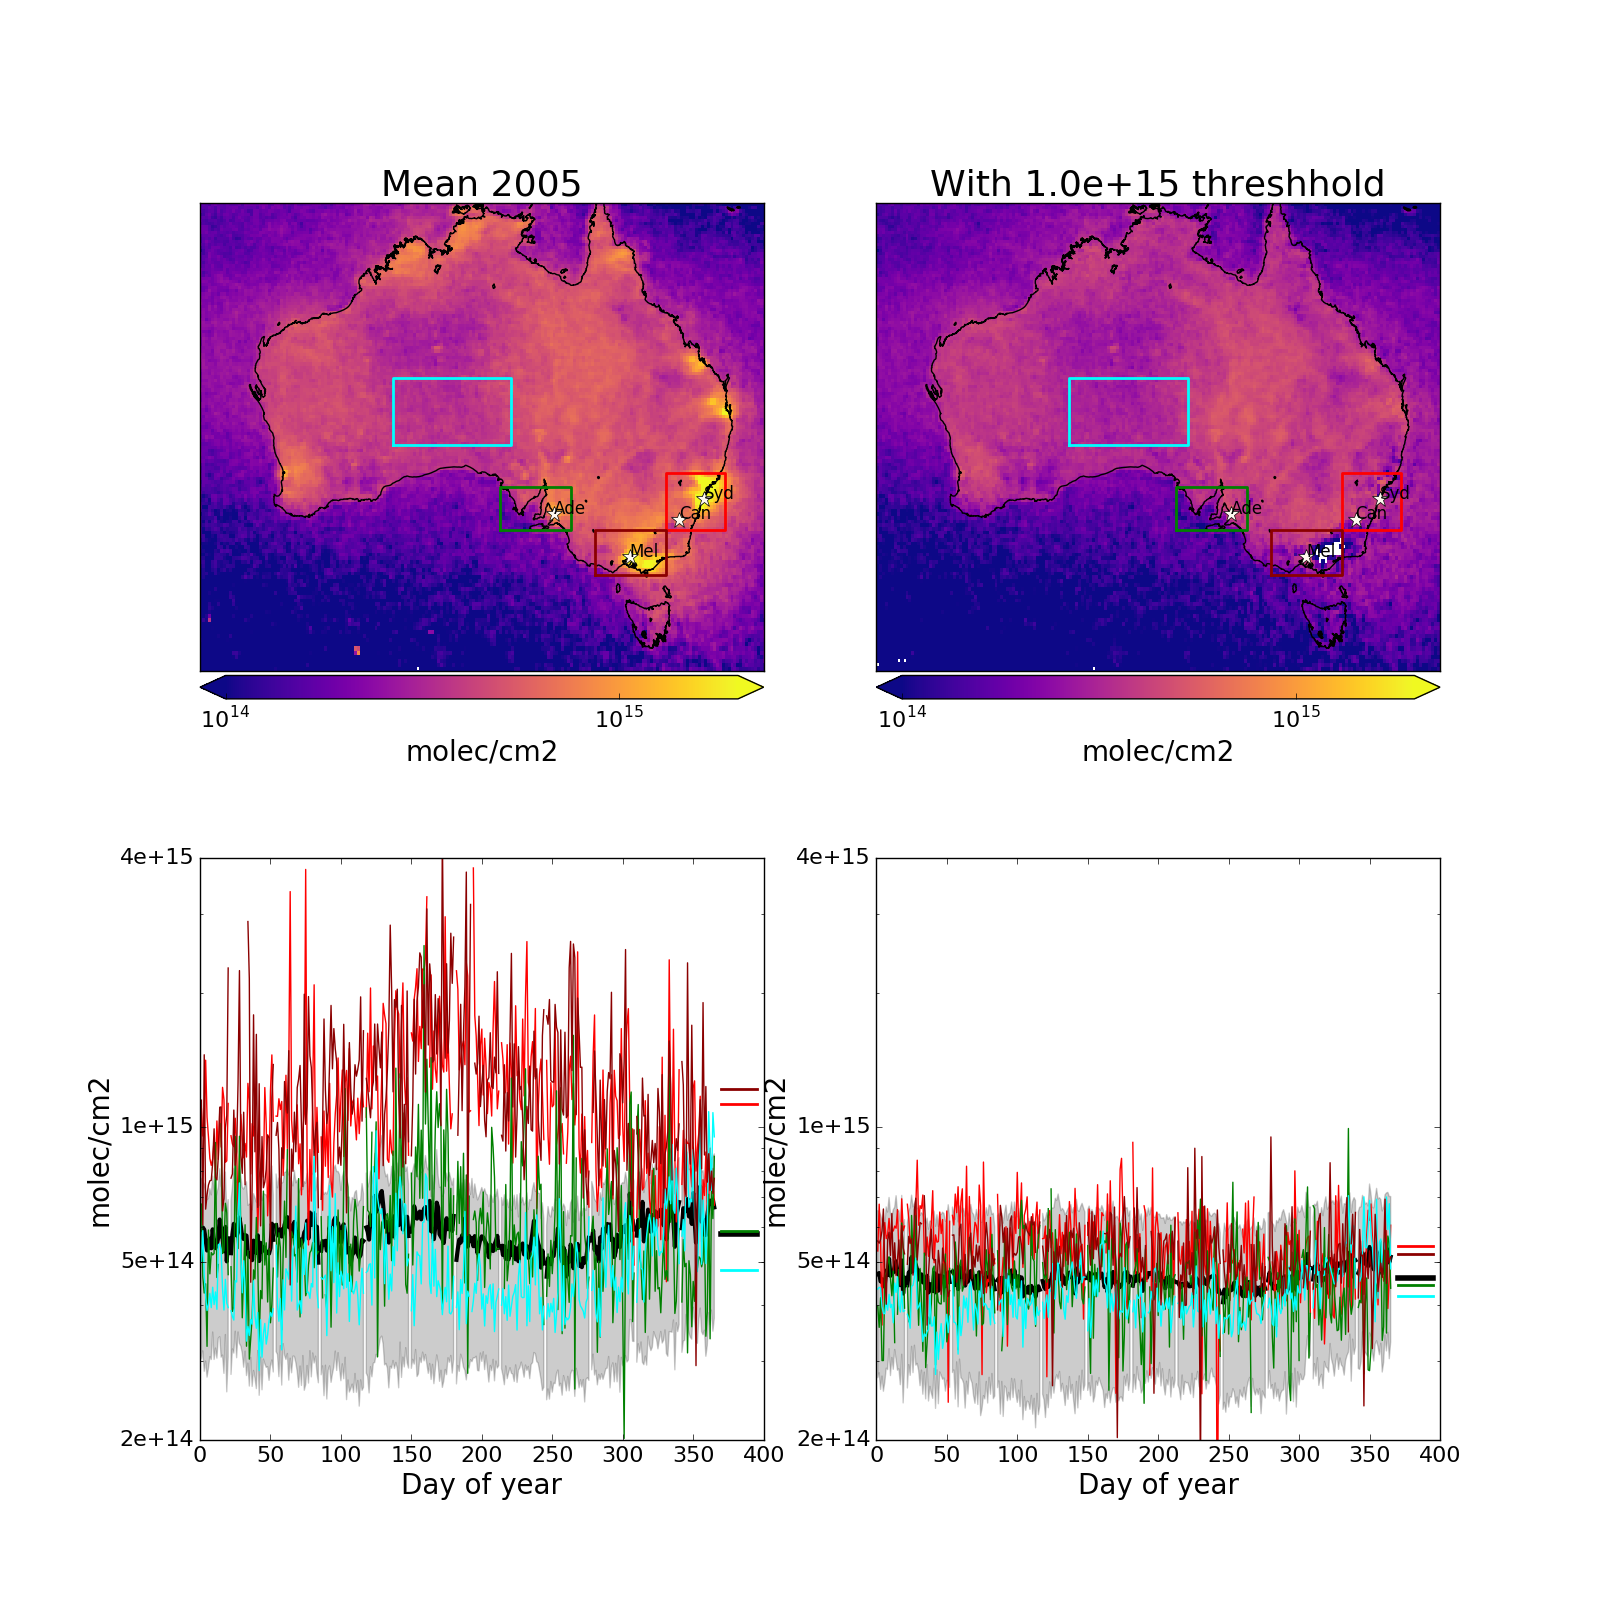 Mean 2005
With 1.0e+15 threshhold
Syd
Ade
Can
Mel
Syd
Ade
Can
Mel
10^14
10^15
molec/cm2
10^14
10^15
molec/cm2
4e+15
1e+15
5e+14
2e+14
molec/cm2
0 50 100 150 200 250 300 350 400
Day of year
4e+15
1e+15
5e+14
2e+14
molec/cm2
0 50 100 150 200 250 300 350 400
Day of year